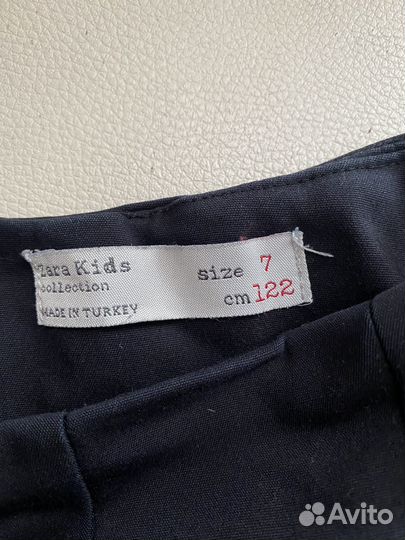 Zara Kids
collection
MADE IN TURKEY
size 7
cm 122
Avito